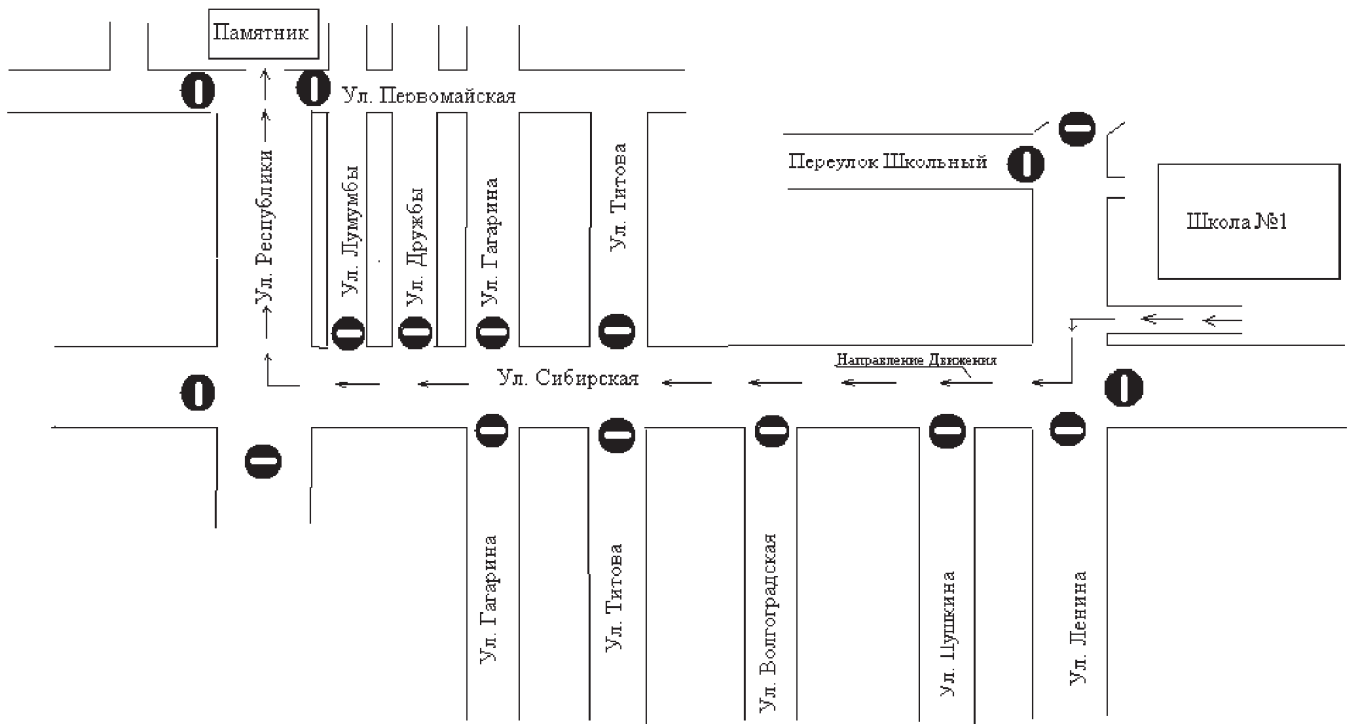 Памятник
Ул. Первомайская
Переулок Школьный
Школа №1
Ул. Республики
Ул. Лумумбы
Ул. Дружбы
Ул. Гагарина
Ул. Титова
Направление Движения
Ул. Сибирская
Ул. Гагарина
Ул. Титова
Ул. Волгоградская
Ул. Пушкина
Ул. Ленина